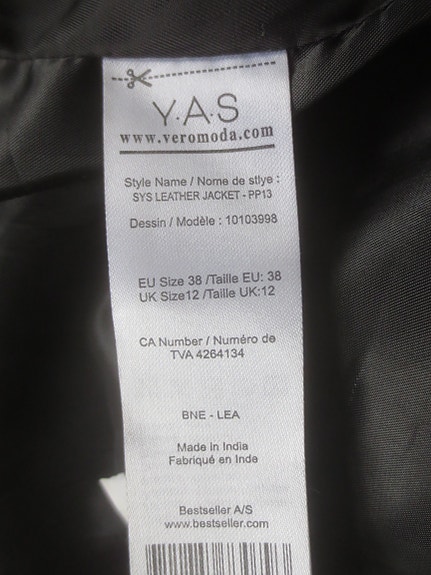 Y.A.S
www.veromoda.com
Style Name / Nome de stlye :
SYS LEATHER JACKET - PP13
Dessin / Modèle : 10103998
EU Size 38 /Taille EU: 38
UK Size12 /Taille UK:12
CA Number / Numéro de
TVA 4264134
BNE - LEA
Made in India
Fabriqué en Inde
Bestseller A/S
www.bestseller.com